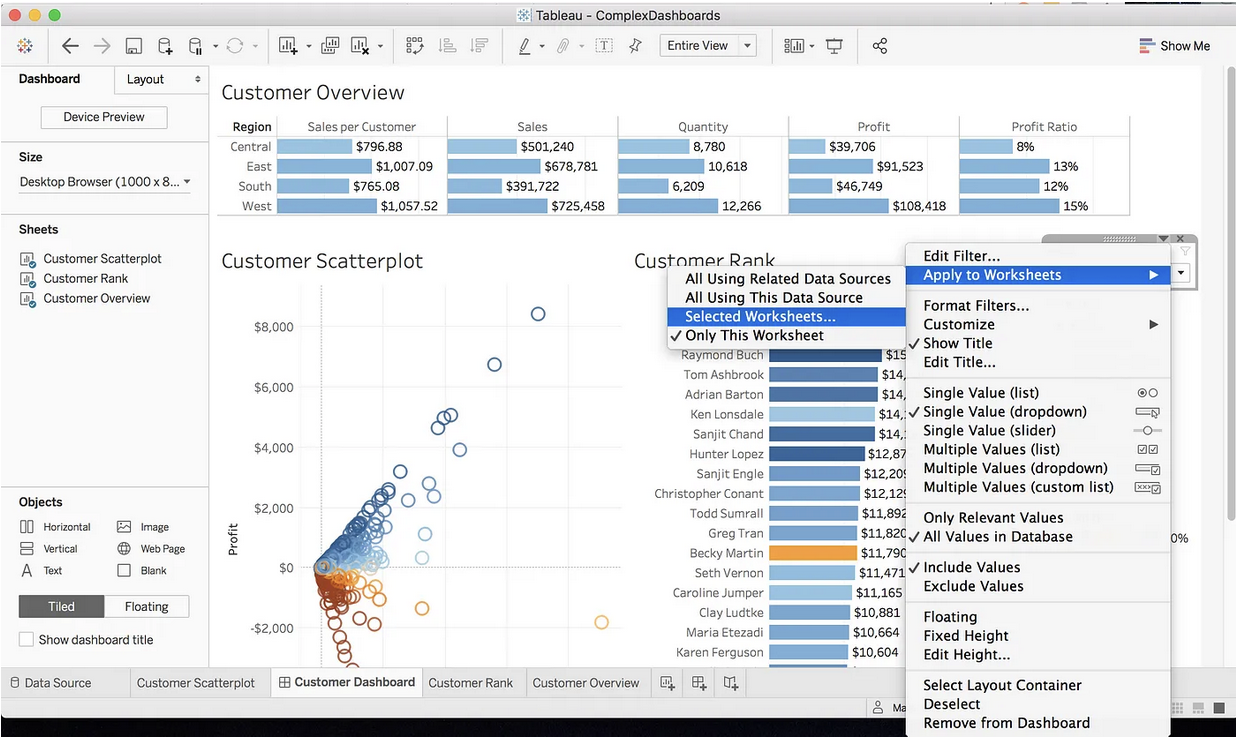 Tableau - ComplexDashboards
Entire View
Show Me
Dashboard
Layout
Device Preview
Size
Desktop Browser (1000 x 8...
Sheets
Customer Scatterplot
Customer Rank
Customer Overview
Objects
Horizontal
Image
Vertical
Web Page
Text
Blank
Tiled
Floating
Show dashboard title
Customer Overview
Region Sales per Customer Sales Quantity Profit Profit Ratio
Central $796.88 $501,240 8,780 $39,706 8%
East $1,007.09 $678,781 10,618 $91,523 13%
South $765.08 $391,722 6,209 $46,749 12%
West $1,057.52 $725,458 12,266 $108,418 15%
Customer Scatterplot
Profit
$8,000
$6,000
$4,000
$2,000
$0
-$2,000
Customer Rank
Raymond Buch $15
Tom Ashbrook $14,
Adrian Barton $14,
Ken Lonsdale $14,
Sanjit Chand $14,
Hunter Lopez $12,87
Sanjit Engle $12,209
Christopher Conant $12,129
Todd Sumrall $11,892
Greg Tran $11,820
Becky Martin $11,790
Seth Vernon $11,471
Caroline Jumper $11,165
Clay Ludtke $10,881
Maria Etezadi $10,664
Karen Ferguson $10,604
0%
All Using Related Data Sources
All Using This Data Source
Selected Worksheets...
Only This Worksheet
Edit Filter...
Apply to Worksheets
Format Filters...
Customize
Show Title
Edit Title...
Single Value (list)
Single Value (dropdown)
Single Value (slider)
Multiple Values (list)
Multiple Values (dropdown)
Multiple Values (custom list)
Only Relevant Values
All Values in Database
Include Values
Exclude Values
Floating
Fixed Height
Edit Height...
Select Layout Container
Deselect
Remove from Dashboard
Data Source
Customer Scatterplot
Customer Dashboard
Customer Rank
Customer Overview
Ma